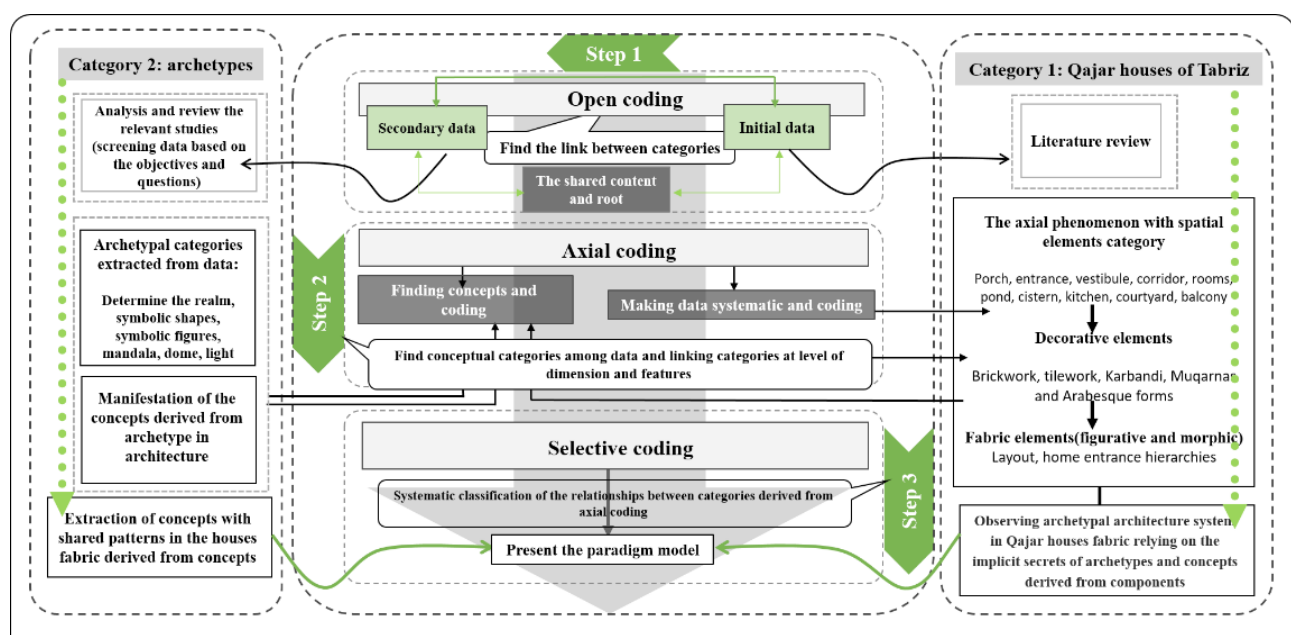 Category 2: archetypes
Analysis and review the
relevant studies
(screening data based on
the objectives and
questions)
Archetypal categories
extracted from data:
Determine the realm,
symbolic shapes,
symbolic figures,
mandala, dome, light
Manifestation of the
concepts derived from
archetype in
architecture
Extraction of concepts with
shared patterns in the houses
fabric derived from concepts
Step 1
Open coding
Secondary data
Initial data
Find the link between categories
The shared content
and root
Step 2
Axial coding
Finding concepts and
coding
Making data systematic and coding
Find conceptual categories among data and linking categories at level of
dimension and features
Selective coding
Step 3
Systematic classification of the relationships between categories derived from
axial coding
Present the paradigm model
Category 1: Qajar houses of Tabriz
Literature review
The axial phenomenon with spatial
elements category
Porch, entrance, vestibule, corridor, rooms,
pond, cistern, kitchen, courtyard, balcony
Decorative elements
Brickwork, tilework, Karbandi, Muqarnas
and Arabesque forms
Fabric elements(figurative and morphic)
Layout, home entrance hierarchies
Observing archetypal architecture system
in Qajar houses fabric relying on the
implicit secrets of archetypes and concepts
derived from components